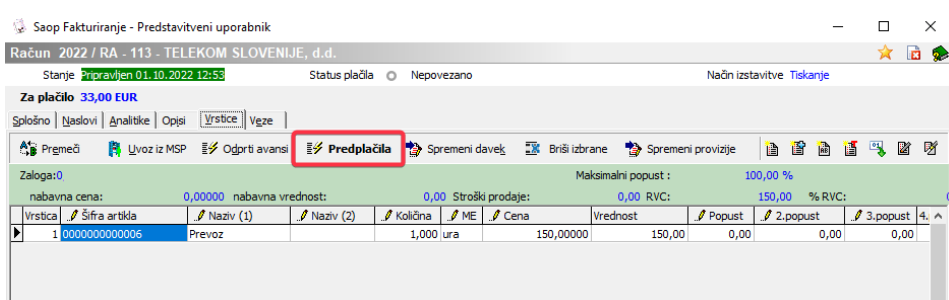 Saop Fakturiranje - Predstavitveni uporabnik
Račun 2022 / RA - 113 - TELEKOM SLOVENIJE, d.d.
Stanje Pripravljen 01.10.2022 12:53 Status plačila Nepovezano Način izstavitve Tiskanje
Za plačilo 33,00 EUR
Splošno Naslovi Analitike Opisi Vrstice Veze
Premeči Uvoz iz MSP Odprti avansi Predplačila Spremeni davek Briši izbrane Spremeni provizije
Zaloga:0, Maksimalni popust : 100,00 %
nabavna cena: 0,00000 nabavna vrednost: 0,00 Stroški prodaje: 0,00 RVC: 150,00 % RVC:
Vrstica Šifra artikla Naziv (1) Naziv (2) Količina ME Cena Vrednost Popust 2.popust 3.popust 4.
1 0000000000006 Prevoz 1,000 ura 150,00000 150,00 0,00 0,00 0,00